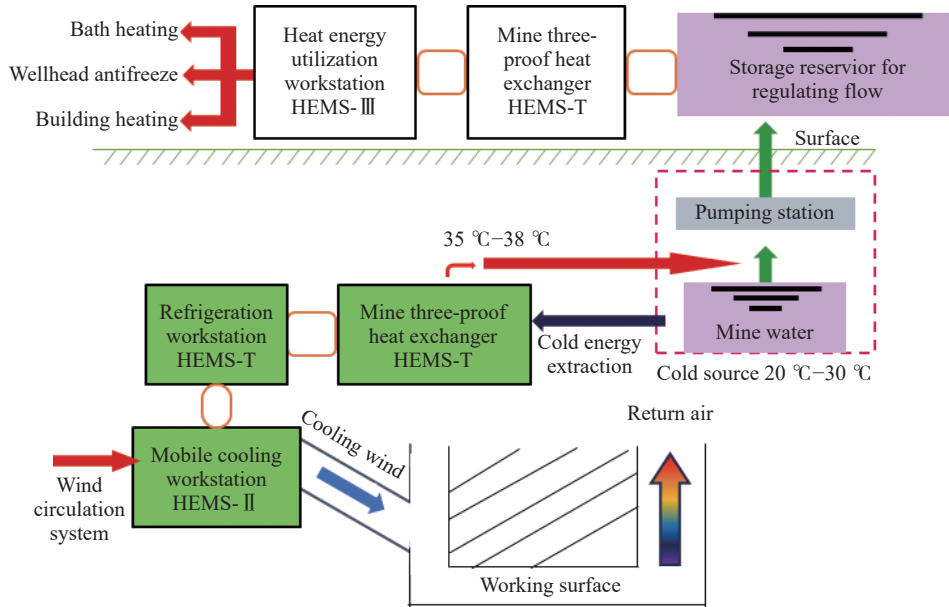 Bath heating
Wellhead antifreeze
Building heating
Heat energy
utilization
workstation
HEMS-Ⅲ
Mine three-
proof heat
exchanger
HEMS-T
Storage reservior for
regulating flow
Surface
Pumping station
35 ℃−38 ℃
Refrigeration
workstation
HEMS-T
Mine three-proof
heat exchanger
HEMS-T
Cold energy
extraction
Mine water
Cold source 20 ℃−30 ℃
Return air
Cooling wind
Mobile cooling
workstation
HEMS-Ⅱ
Wind
circulation
system
Working surface